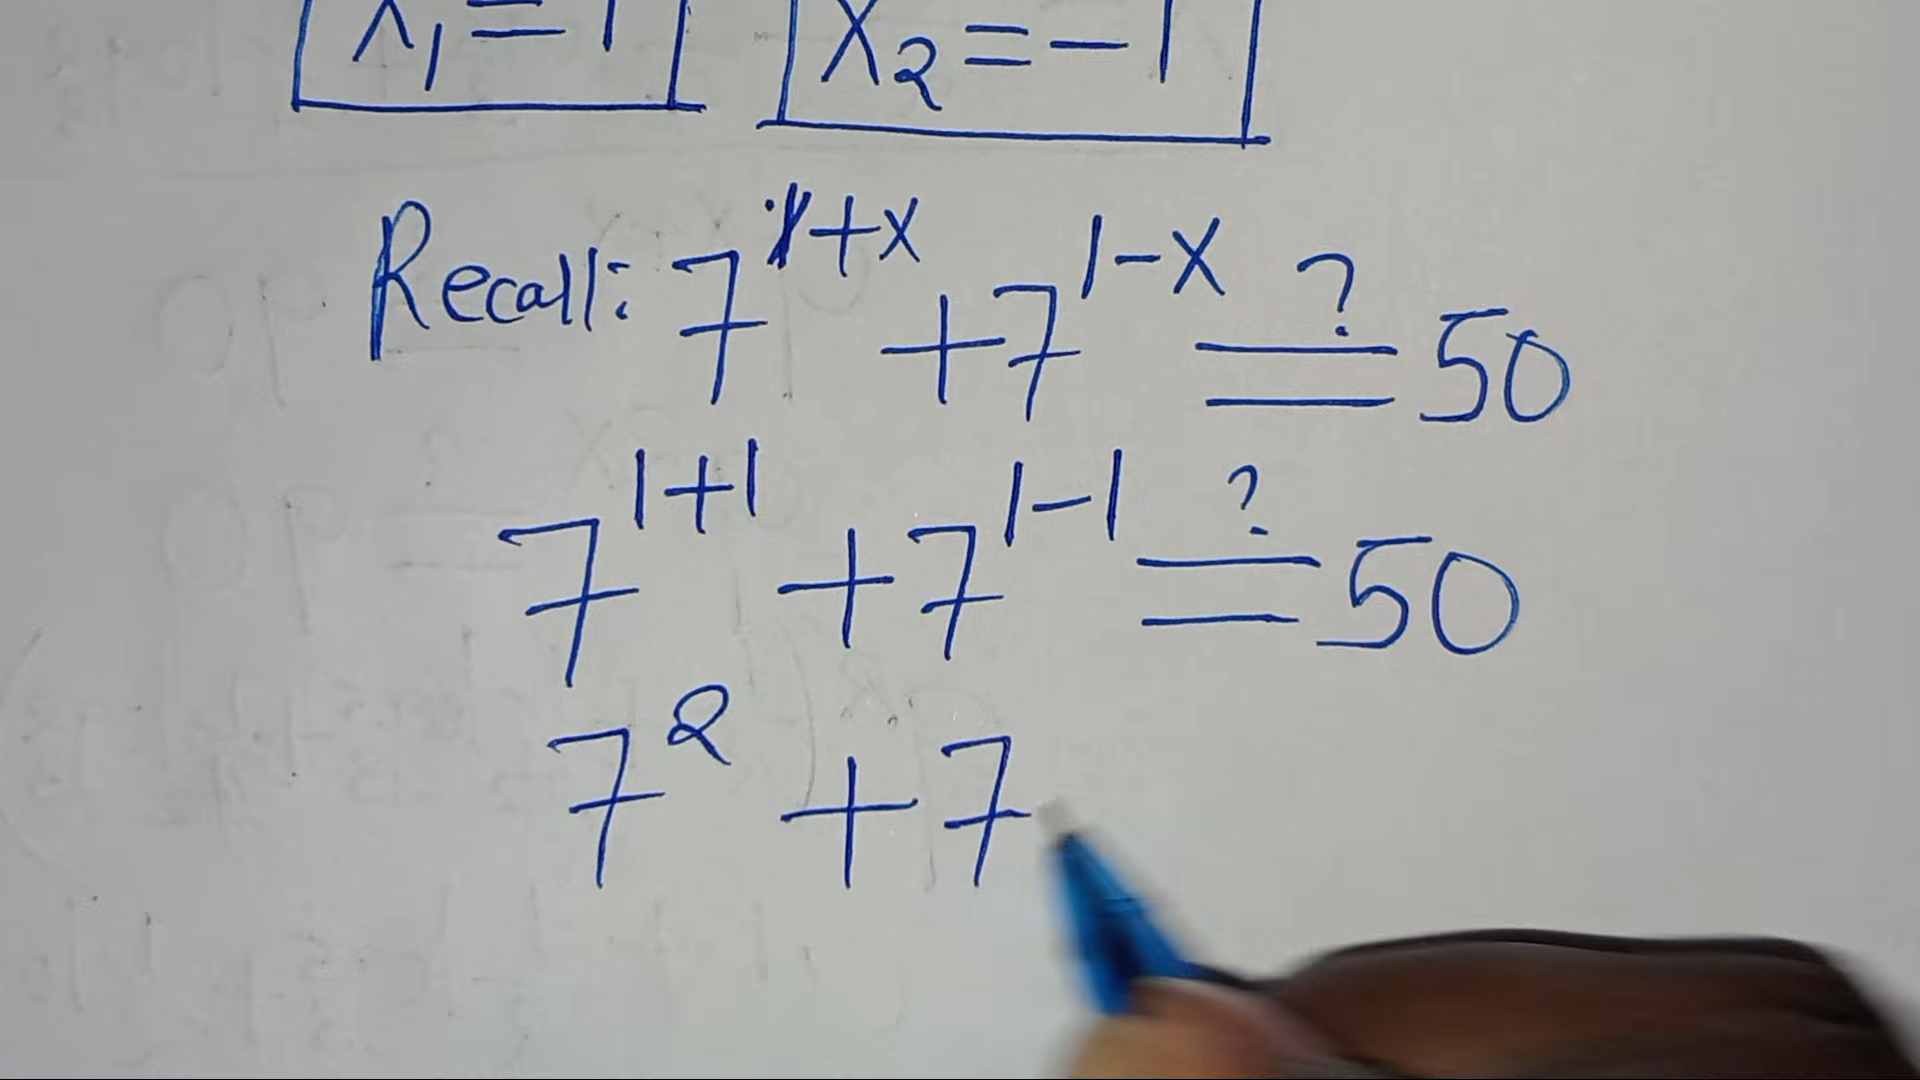 x₁ = 1 x₂ = -1
Recall: 7^(1+x) + 7^(1-x) =? 50
7^(1+1) + 7^(1-1) =? 50
7² + 7